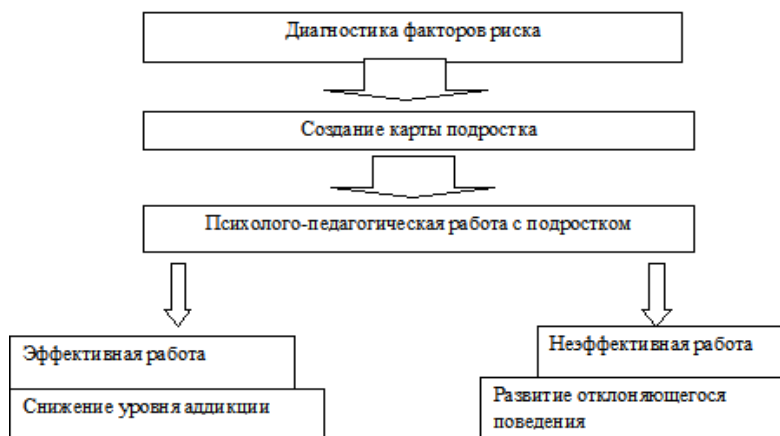 Диагностика факторов риска
Создание карты подростка
Психолого-педагогическая работа с подростком
Эффективная работа
Снижение уровня аддикции
Неэффективная работа
Развитие отклоняющегося
поведения